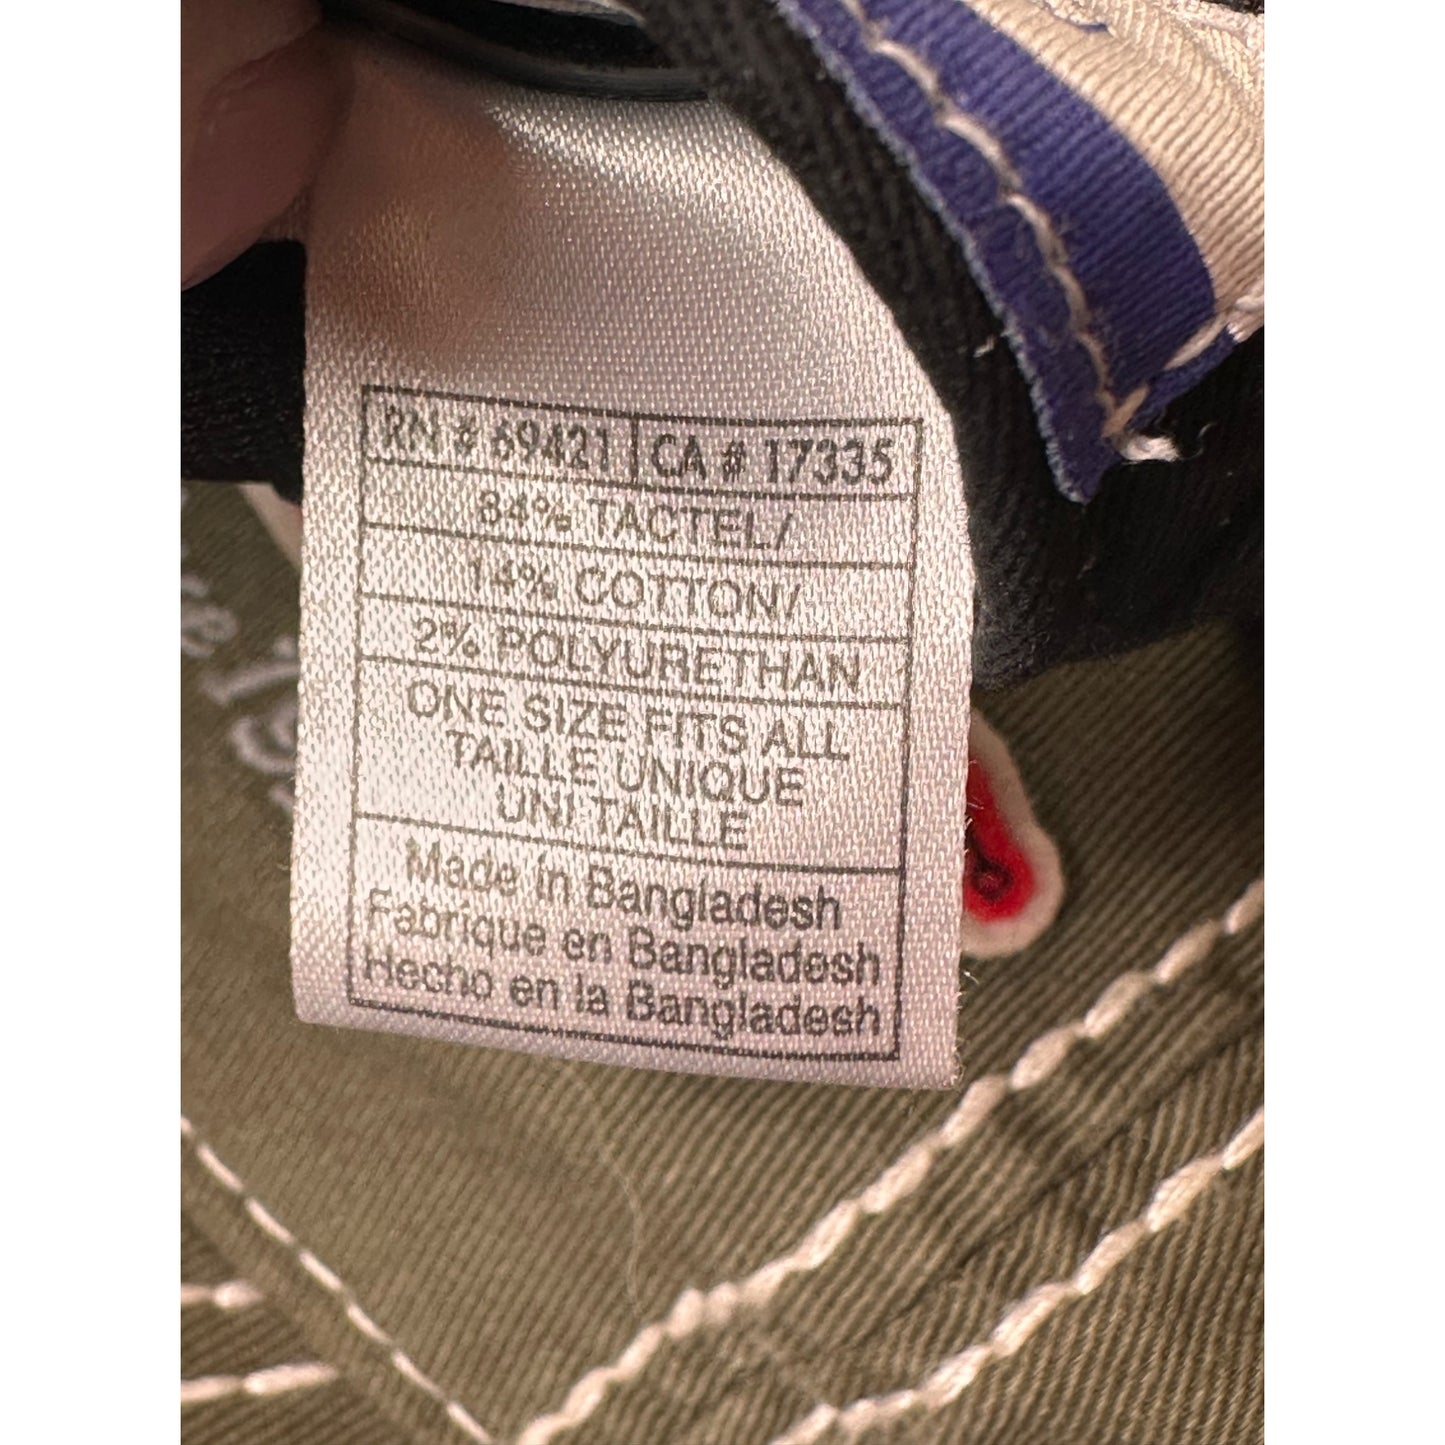 RN # 69421 CA # 17335
84% TACTEL/
14% COTTON/
2% POLYURETHAN
ONE SIZE FITS ALL
TAILLE UNIQUE
UNI TAILLE
Made in Bangladesh
Fabrique en Bangladesh
Hecho en la Bangladesh